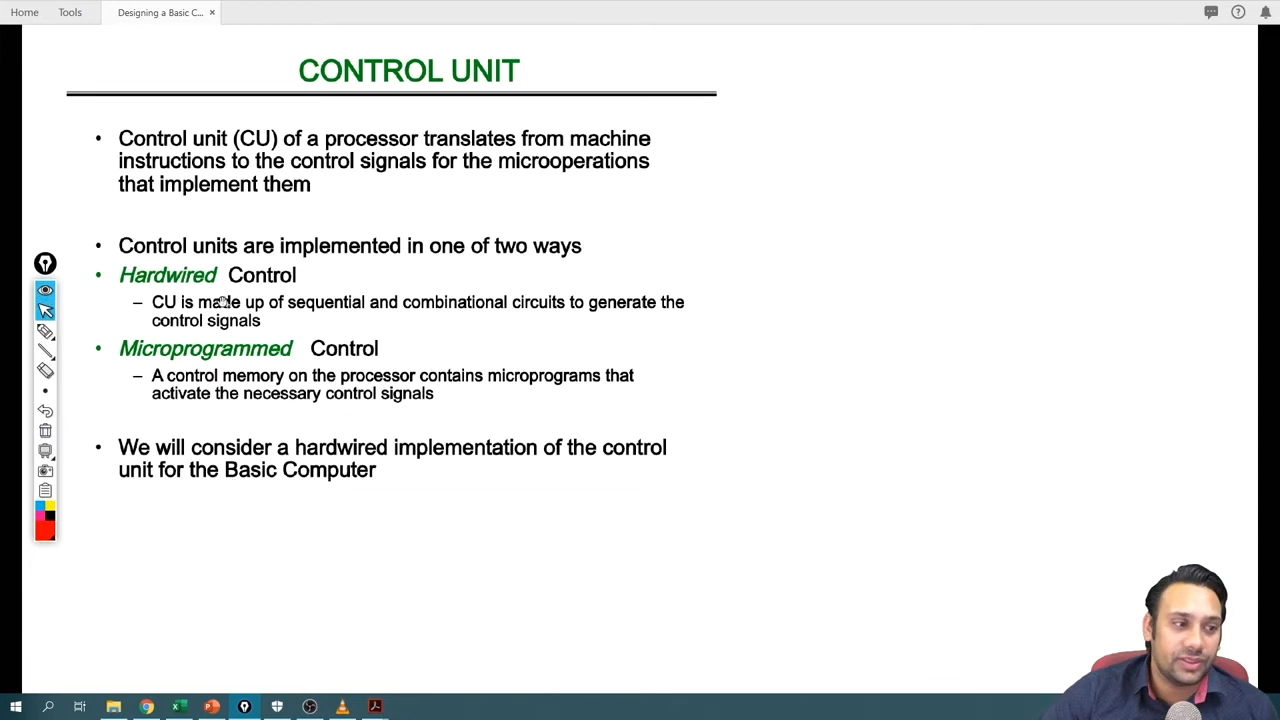 Home
Tools
Designing a Basic C...
CONTROL UNIT
• Control unit (CU) of a processor translates from machine
instructions to the control signals for the microoperations
that implement them
• Control units are implemented in one of two ways
• Hardwired Control
– CU is made up of sequential and combinational circuits to generate the
control signals
• Microprogrammed Control
– A control memory on the processor contains microprograms that
activate the necessary control signals
• We will consider a hardwired implementation of the control
unit for the Basic Computer